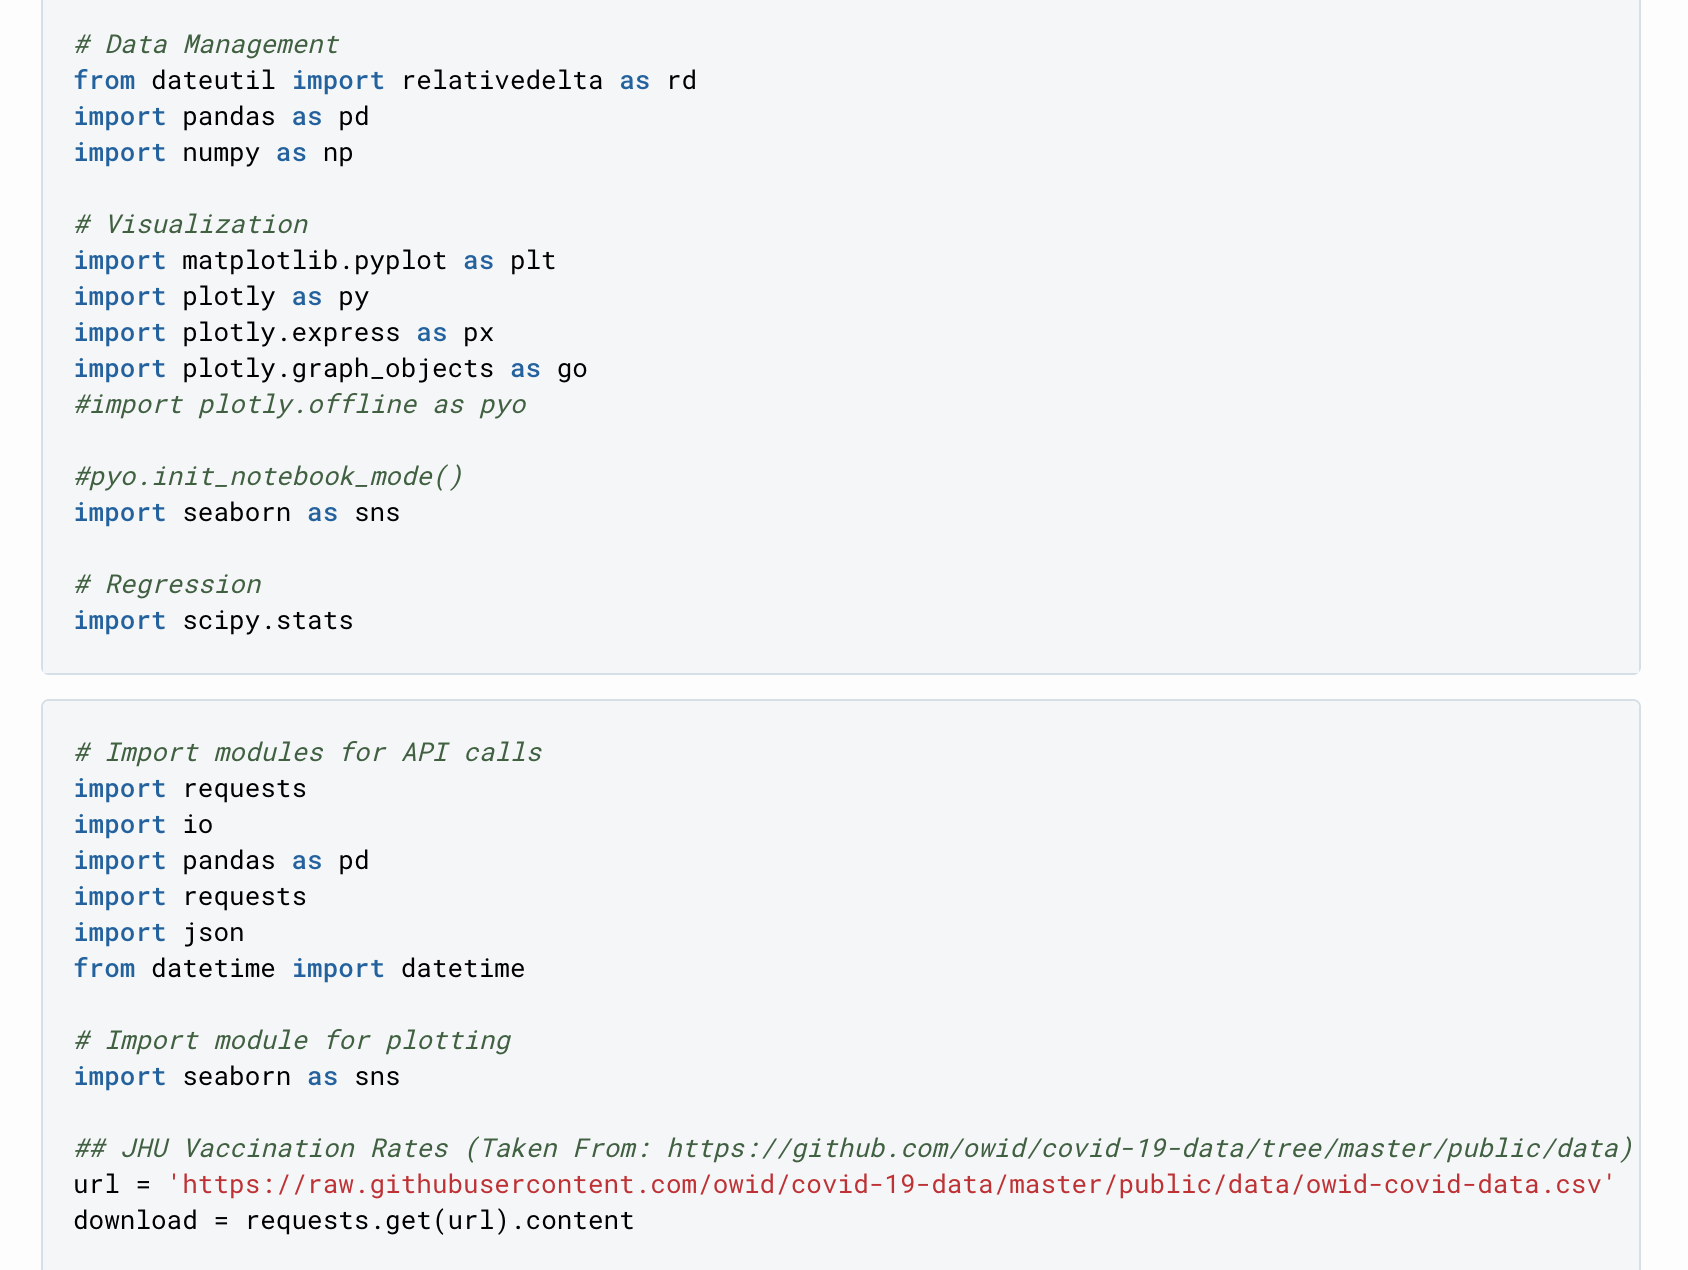 # Data Management
from dateutil import relativedelta as rd
import pandas as pd
import numpy as np
# Visualization
import matplotlib.pyplot as plt
import plotly as py
import plotly.express as px
import plotly.graph_objects as go
#import plotly.offline as pyo
#pyo.init_notebook_mode()
import seaborn as sns
# Regression
import scipy.stats
# Import modules for API calls
import requests
import io
import pandas as pd
import requests
import json
from datetime import datetime
# Import module for plotting
import seaborn as sns
## JHU Vaccination Rates (Taken From: https://github.com/owid/covid-19-data/tree/master/public/data)
url = 'https://raw.githubusercontent.com/owid/covid-19-data/master/public/data/owid-covid-data.csv'
download = requests.get(url).content